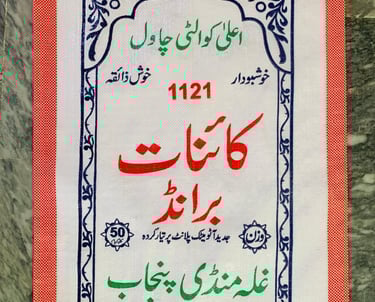 اعلیٰ کوالٹی چاول
خوشبودار خوش ذائقہ
1121
کائنات
برانڈ
وزن جدید آٹومیٹک پلانٹ پر تیار کردہ 50
غلہ منڈی پنجاب